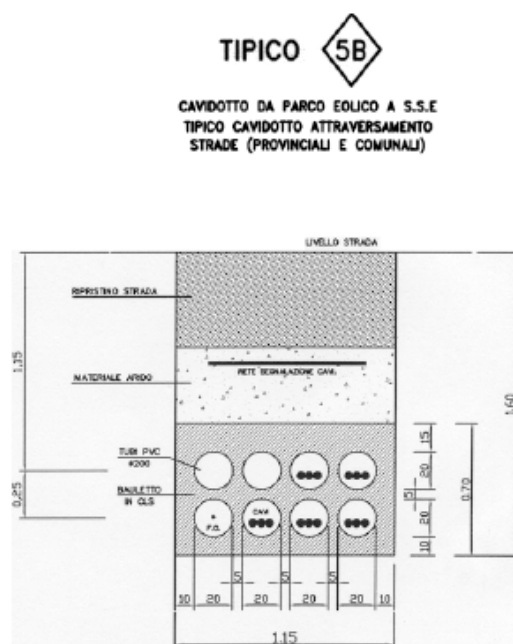 TIPICO 5B
CAVIDOTTO DA PARCO EOLICO A S.S.E
TIPICO CAVIDOTTO ATTRAVERSAMENTO
STRADE (PROVINCIALI E COMUNALI)
LIVELLO STRADA
RIPRISTINO STRADA
RETE SEGNALAZIONE CAVI
MATERIALE ARIDO
TUBI PVC
ø200
BAULETTO
IN CLS
F.O.
CAVI
1.60
0.25
15
20
5
20
10
0.70
5 5 5
10 20 20 20 20 10
1.15